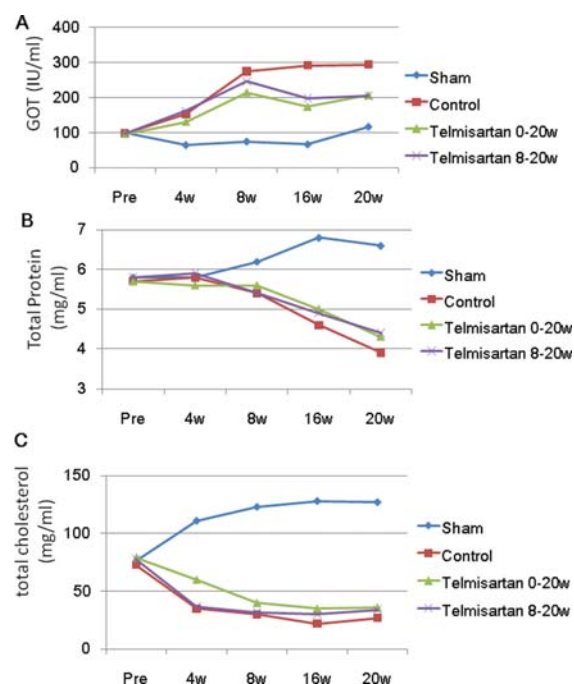 A
GOT (IU/ml)
400
300
200
100
0
Pre 4w 8w 16w 20w
Sham
Control
Telmisartan 0-20w
Telmisartan 8-20w
B
Total Protein
(mg/ml)
7
6
5
4
3
Pre 4w 8w 16w 20w
Sham
Control
Telmisartan 0-20w
Telmisartan 8-20w
C
total cholesterol
(mg/ml)
150
100
50
0
Pre 4w 8w 16w 20w
Sham
Control
Telmisartan 0-20w
Telmisartan 8-20w